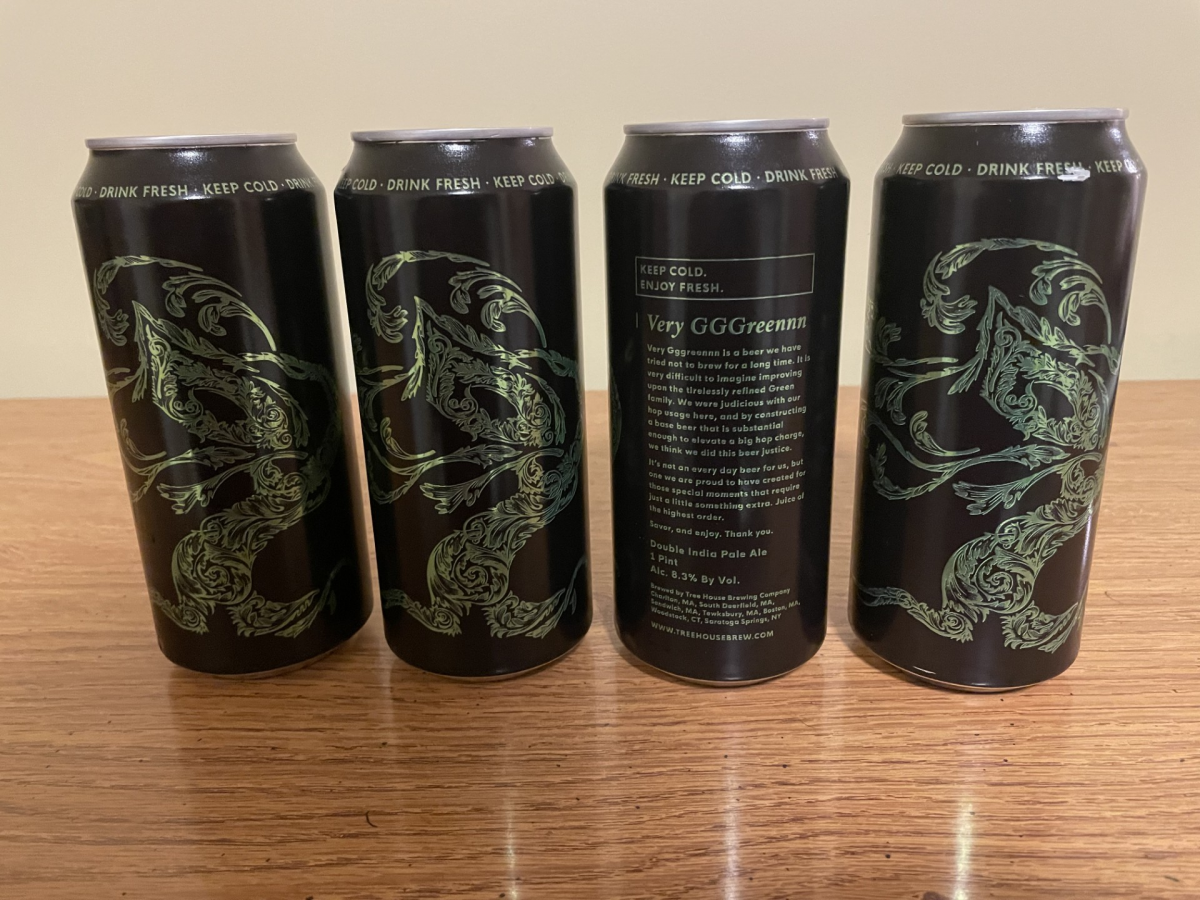 COLD · DRINK FRESH · KEEP COLD · DRINK
KEEP COLD · DRINK FRESH · KEEP COLD ·
DRINK FRESH · KEEP COLD · DRINK FRESH
· KEEP COLD · DRINK FRESH · KEEP COLD
KEEP COLD.
ENJOY FRESH.
Very GGGreennn
Very Gggreennn is a beer we have
tried not to brew for a long time. It is
very difficult to imagine improving
upon the tirelessly refined Green
family. We were judicious with our
hop usage here, and by constructing
a base beer that is substantial
enough to elevate a big hop charge,
we think we did this beer justice.
It's not an every day beer for us, but
one we are proud to have created for
those special moments that require
just a little something extra. Juice of
the highest order.
Savor, and enjoy. Thank you.
Double India Pale Ale
1 Pint
Alc. 8.3% By Vol.
Brewed by Tree House Brewing Company
Charlton, MA, South Deerfield, MA,
Sandwich, MA, Tewksbury, MA, Boston, MA,
Woodstock, CT, Saratoga Springs, NY
WWW.TREEHOUSEBREW.COM